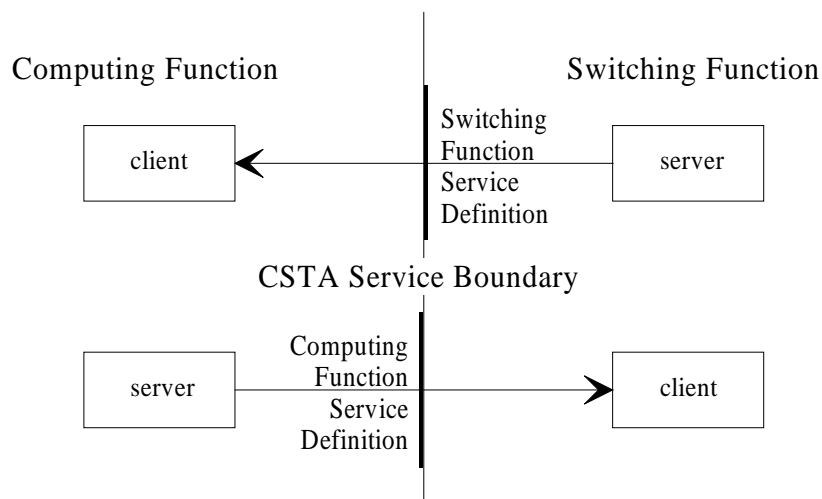 Computing Function
Switching Function
client
Switching
Function
Service
Definition
server
CSTA Service Boundary
server
Computing
Function
Service
Definition
client